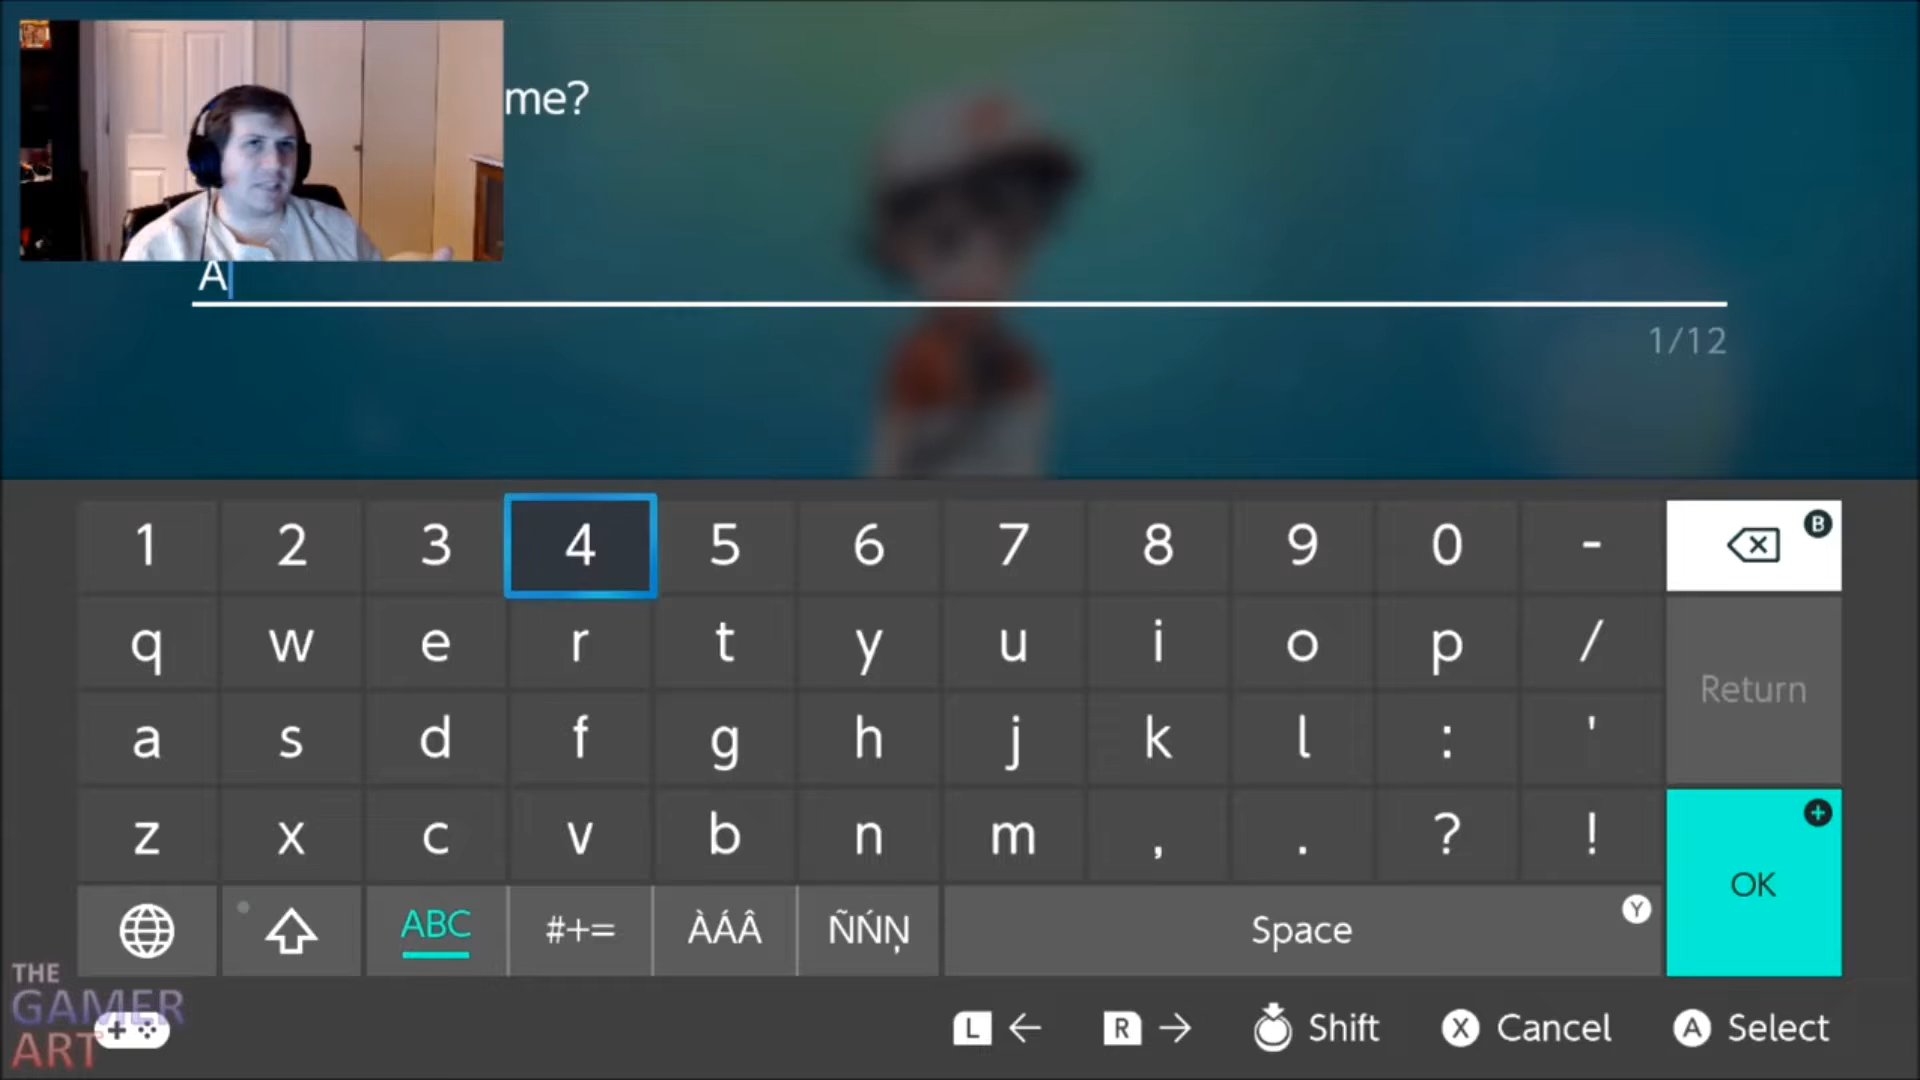 me?
A
1/12
1 2 3 4 5 6 7 8 9 0 - B
q w e r t y u i o p / Return
a s d f g h j k l : '
z x c v b n m , . ? ! + OK
ABC #+= ÀÁÂ ÑŃŅ Space Y
THE
GAMER
ART
L ← R → Shift X Cancel A Select